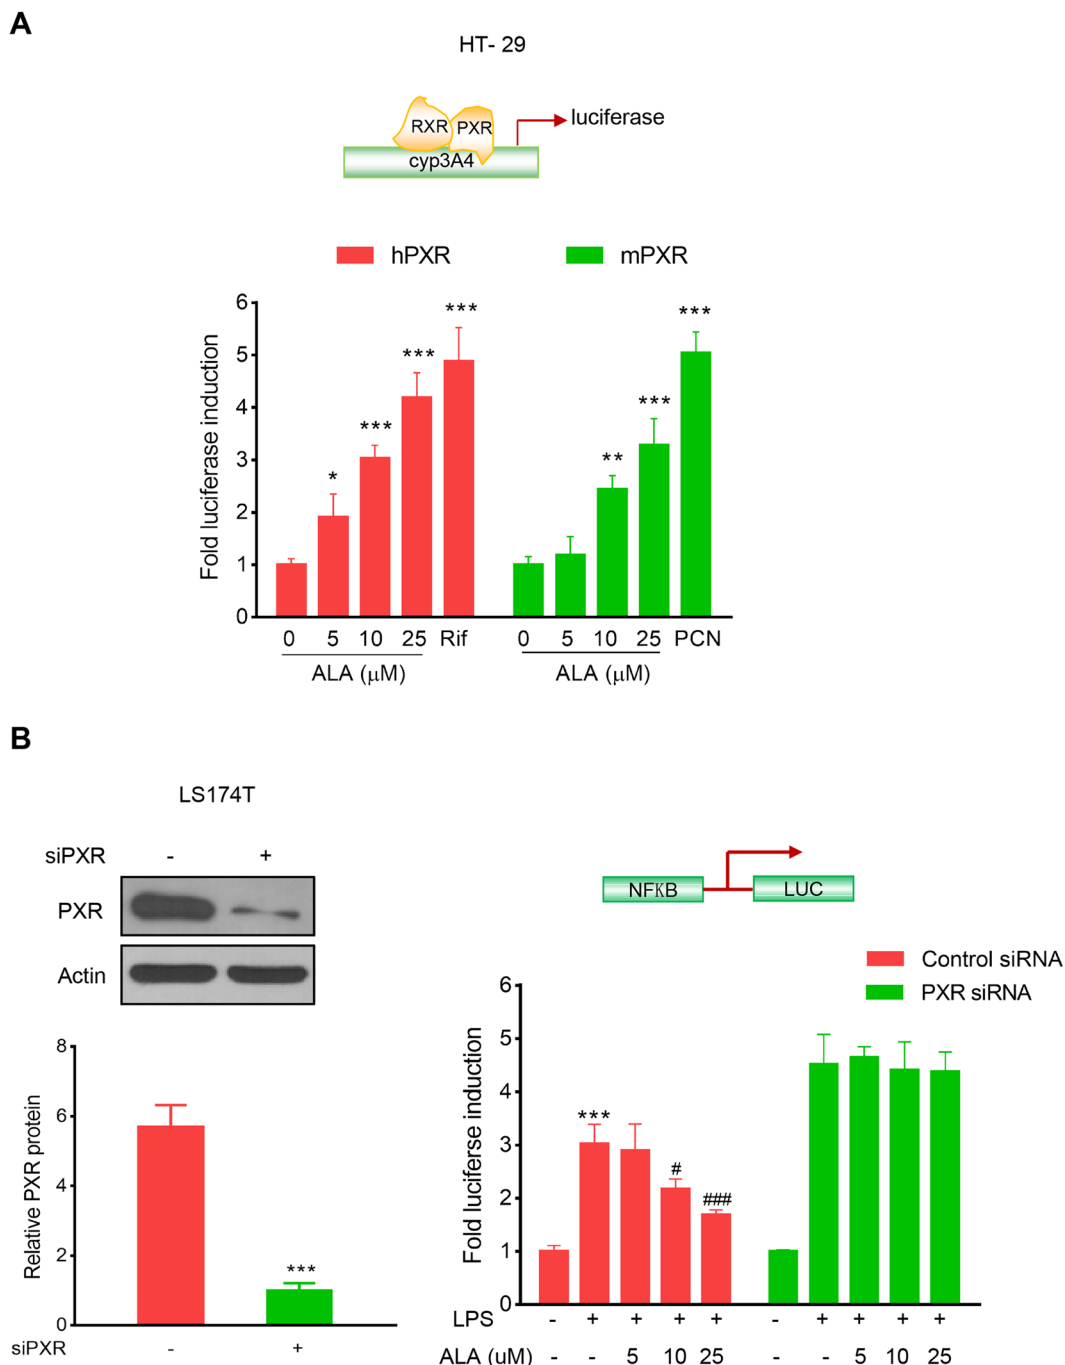 A
HT- 29
RXR PXR luciferase
cyp3A4
hPXR mPXR
Fold luciferase induction
6
5
4
3
2
1
0
* *** *** ***
** *** ***
0 5 10 25 Rif 0 5 10 25 PCN
ALA (μM) ALA (μM)
B
LS174T
siPXR - +
PXR
Actin
NFKB LUC
Control siRNA
PXR siRNA
Relative PXR protein
8
6
4
2
0
***
siPXR - +
Fold luciferse induction
6
5
4
3
2
1
0
*** # ###
LPS - + + + + - + + + +
ALA (uM) - - 5 10 25 - - 5 10 25